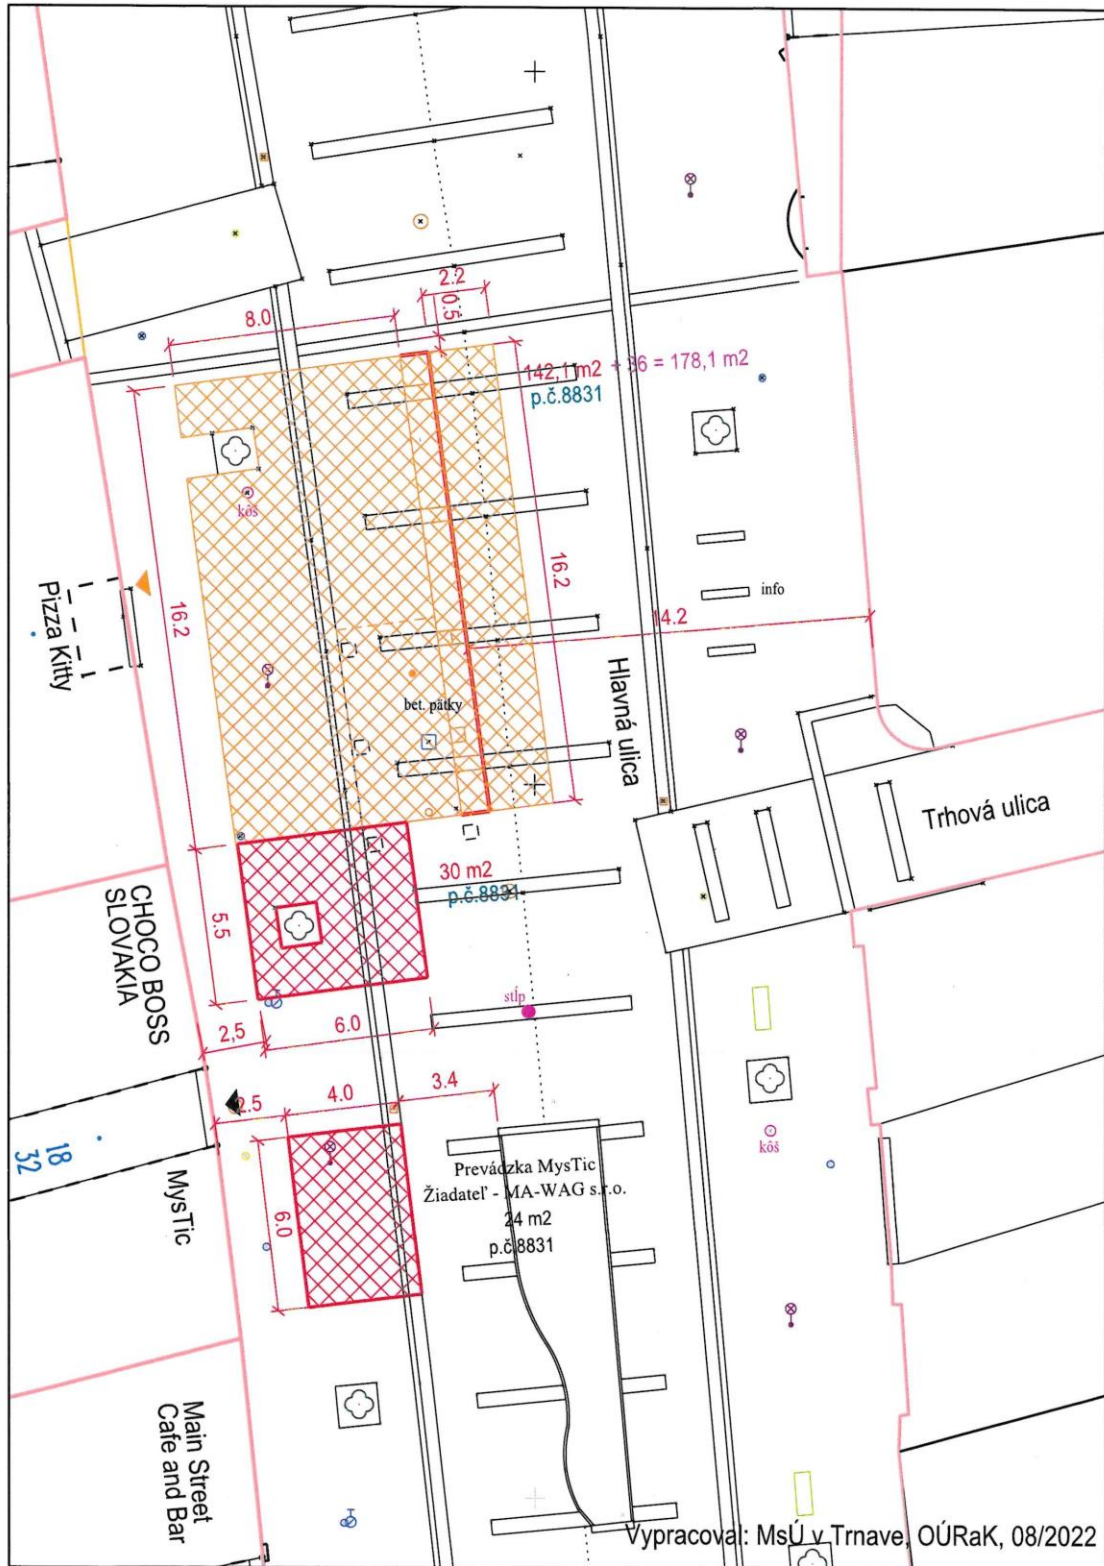 2.2
0.5
8.0
142,1m2 + 36 = 178,1 m2
p.č.8831
kôš
16.2
16.2
14.2
info
Pizza Kitty
bet. pätky
Hlavná ulica
Trhová ulica
30 m2
p.č.8831
5.5
CHOCO BOSS
SLOVAKIA
stĺp
2,5
6.0
2.5
4.0
3.4
kôš
18
32
MysTic
6.0
Prevádzka MysTic
Žiadateľ - MA-WAG s.r.o.
24 m2
p.č.8831
Main Street
Cafe and Bar
Vypracoval: MsÚ v Trnave, OÚRaK, 08/2022